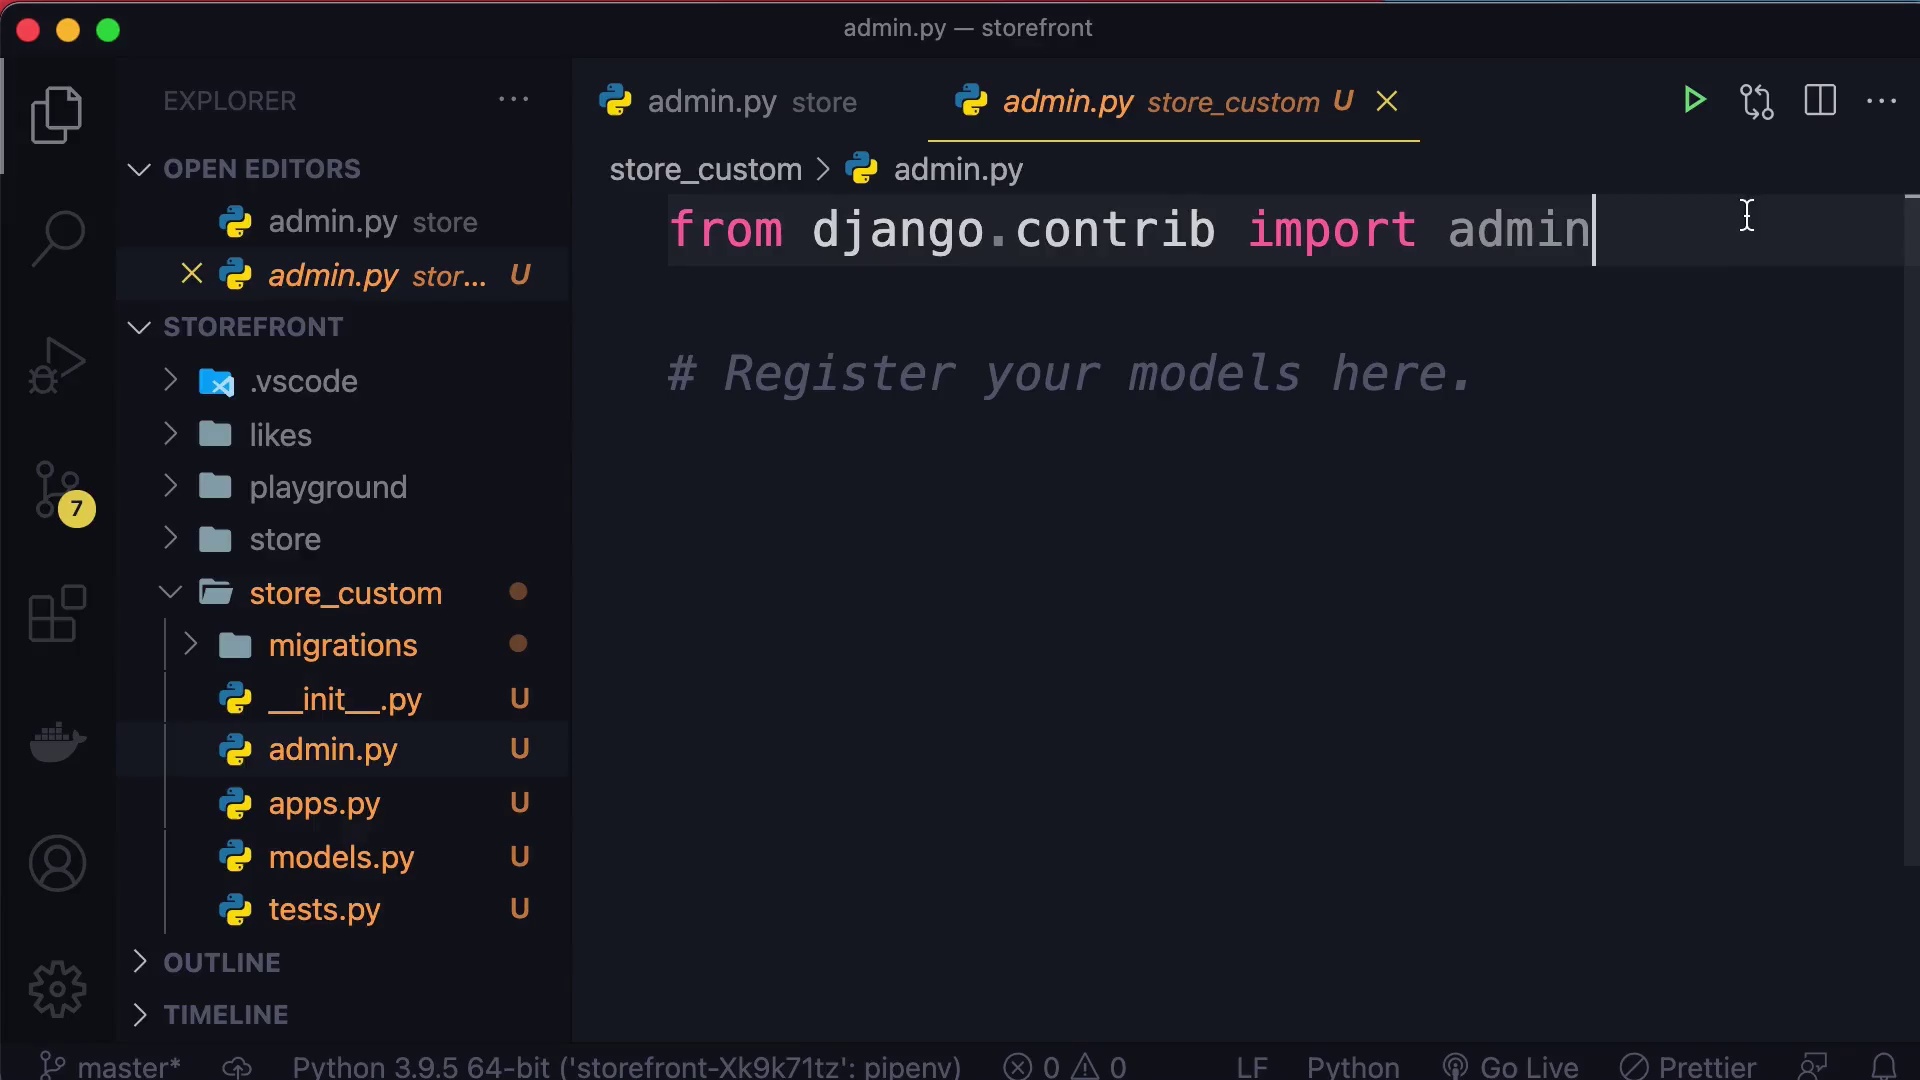 admin.py — storefront
EXPLORER
OPEN EDITORS
admin.py store
admin.py stor... U
STOREFRONT
.vscode
likes
playground
store
store_custom
migrations
__init__.py U
admin.py U
apps.py U
models.py U
tests.py U
OUTLINE
TIMELINE
7
admin.py store
admin.py store_custom U
store_custom > admin.py
from django.contrib import admin
# Register your models here.
master* Python 3.9.5 64-bit ('storefront-Xk9k71tz': pipenv) 0 0 LF Python Go Live Prettier